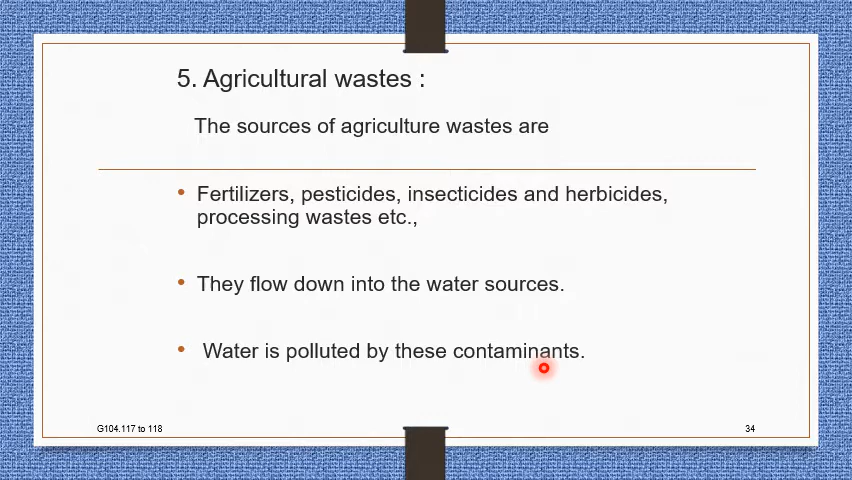 5. Agricultural wastes :
The sources of agriculture wastes are
• Fertilizers, pesticides, insecticides and herbicides,
processing wastes etc.,
• They flow down into the water sources.
• Water is polluted by these contaminants.
G104.117 to 118
34